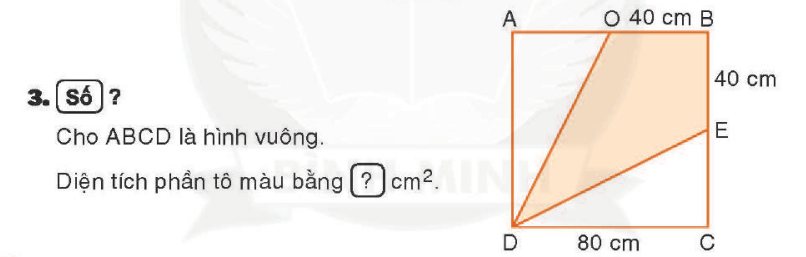 A O 40 cm B
40 cm
3. Số ?
Cho ABCD là hình vuông.
E
Diện tích phần tô màu bằng ? cm².
D 80 cm C